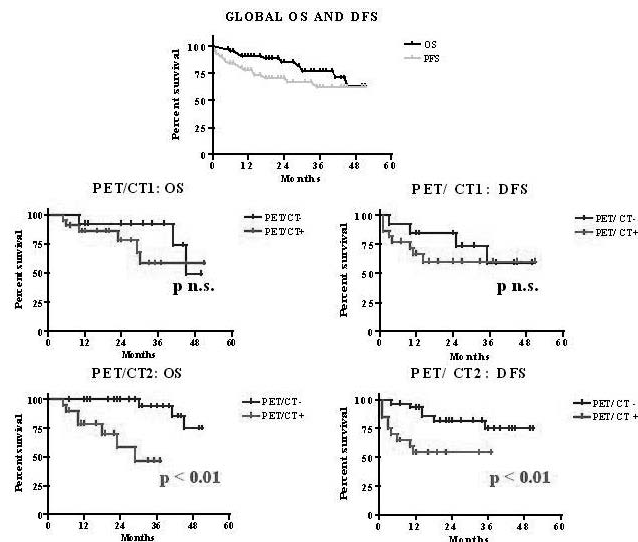 GLOBAL OS AND DFS
OS
PFS
Percent survival
100
75
50
25
0
0 12 24 36 48 60
Months
PET/CT1: OS
PET/CT-
PET/CT+
Percent survival
100
75
50
25
0
p n.s.
0 12 24 36 48 60
Months
PET/ CT1: DFS
PET/ CT -
PET/ CT +
Percent survival
100
75
50
25
0
p n.s.
0 12 24 36 48 60
Months
PET/CT2: OS
PET/CT -
PET/CT +
Percent survival
100
75
50
25
0
p < 0.01
0 12 24 36 48 60
Months
PET/ CT2 : DFS
PET/ CT -
PET/ CT +
Percent survival
100
75
50
25
0
p < 0.01
0 12 24 36 48 60
Months